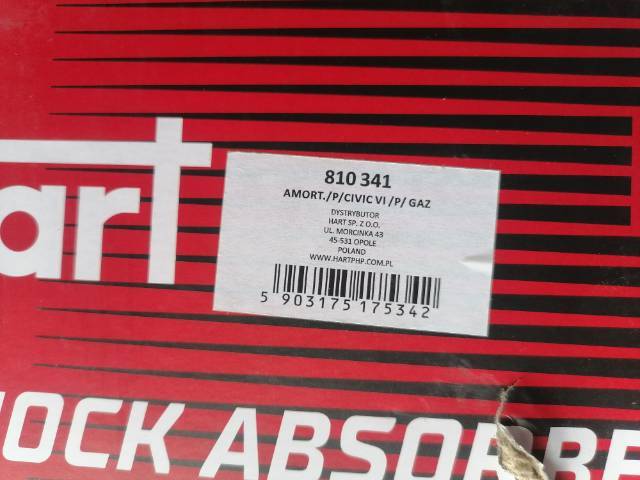 art
810 341
AMORT./P/CIVIC VI /P/ GAZ
DYSTRYBUTOR
HART SP. Z O.O.
UL. MORCINKA 43
45-531 OPOLE
POLAND
WWW.HARTPHP.COM.PL
5 903175 175342
HOCK ABSORBE